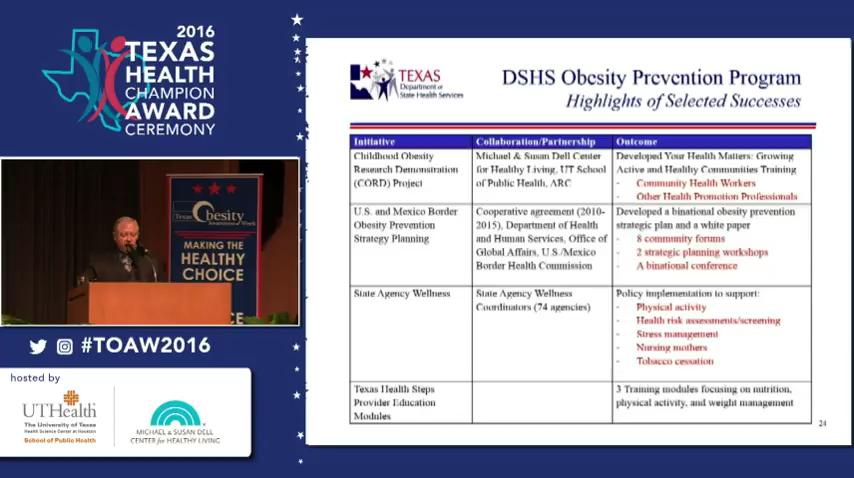 2016
TEXAS
HEALTH
CHAMPION
AWARD
CEREMONY
Texas Obesity
Awareness Week
MAKING THE
HEALTHY
CHOICE
CE
#TOAW2016
hosted by
UTHealth
The University of Texas
Health Science Center at Houston
School of Public Health
MICHAEL & SUSAN DELL
CENTER for HEALTHY LIVING
TEXAS
Department of
State Health Services
DSHS Obesity Prevention Program
Highlights of Selected Successes
Initiative Collaboration/Partnership Outcome
Childhood Obesity
Research Demonstration
(CORD) Project
Michael & Susan Dell Center
for Healthy Living, UT School
of Public Health, ARC
Developed Your Health Matters: Growing
Active and Healthy Communities Training
- Community Health Workers
- Other Health Promotion Professionals
U.S. and Mexico Border
Obesity Prevention
Strategy Planning
Cooperative agreement (2010-
2015), Department of Health
and Human Services, Office of
Global Affairs, U.S./Mexico
Border Health Commission
Developed a binational obesity prevention
strategic plan and a white paper
- 8 community forums
- 2 strategic planning workshops
- A binational conference
State Agency Wellness
State Agency Wellness
Coordinators (74 agencies)
Policy implementation to support:
- Physical activity
- Health risk assessments/screening
- Stress management
- Nursing mothers
- Tobacco cessation
Texas Health Steps
Provider Education
Modules
3 Training modules focusing on nutrition,
physical activity, and weight management
24